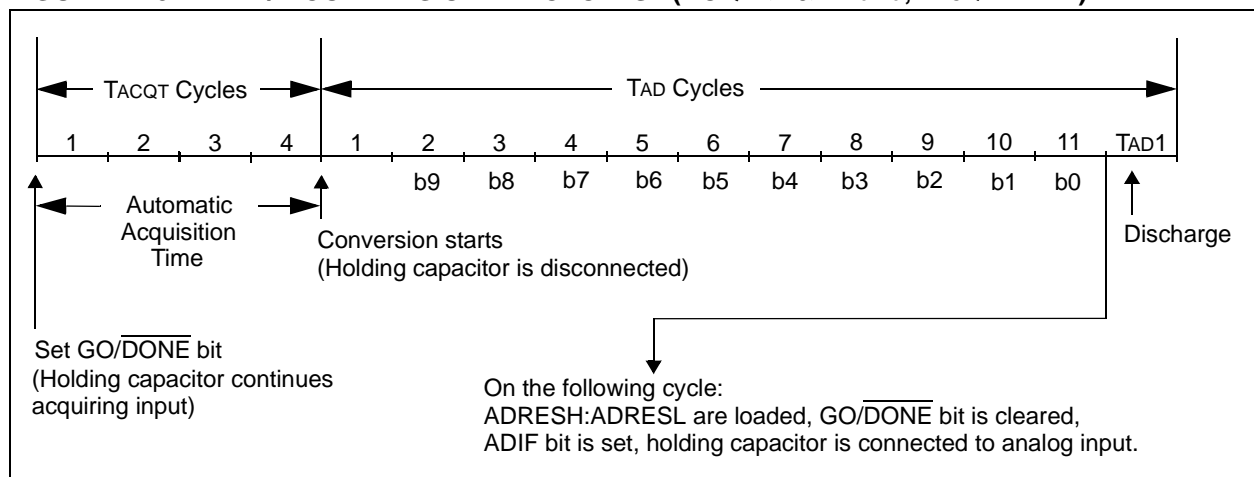 TACQT Cycles TAD Cycles
1 2 3 4 1 2 3 4 5 6 7 8 9 10 11 TAD1
b9 b8 b7 b6 b5 b4 b3 b2 b1 b0
Automatic
Acquisition
Time
Conversion starts
(Holding capacitor is disconnected)
Discharge
Set GO/DONE bit
(Holding capacitor continues
acquiring input)
On the following cycle:
ADRESH:ADRESL are loaded, GO/DONE bit is cleared,
ADIF bit is set, holding capacitor is connected to analog input.